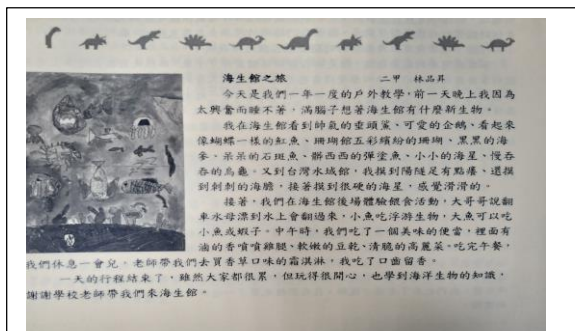 海生館之旅 二甲 林品昇
今天是我們一年一度的戶外教學，前一天晚上我因為
太興奮而睡不著，滿腦子想著海生館有什麼新生物。
我在海生館看到帥氣的垂頭鯊、可愛的企鵝、看起來
像蝴蝶一樣的魟魚、珊瑚館五彩繽紛的珊瑚、黑黑的海
參、呆呆的石斑魚、髒西西的彈塗魚、小小的海星、慢吞
吞的烏龜，又到台灣水域館，我摸到陽隧足有點癢、還摸
到刺刺的海膽，接著摸到很硬的海星，感覺滑滑的。
接著，我們在海生館後場體驗餵食活動，大哥哥說翻
車水母漂到水上會翻過來，小魚吃浮游生物，大魚可以吃
小魚或蝦子。中午時，我們吃了一個美味的便當，裡面有
滷的香噴噴雞腿、軟嫩的豆乾、清脆的高麗菜。吃完午餐，
我們休息一會兒，老師帶我們去買香草口味的霜淇淋，我吃了口齒留香。
一天的行程結束了，雖然大家都很累，但玩得很開心，也學到海洋生物的知識，
謝謝學校老師帶我們來海生館。